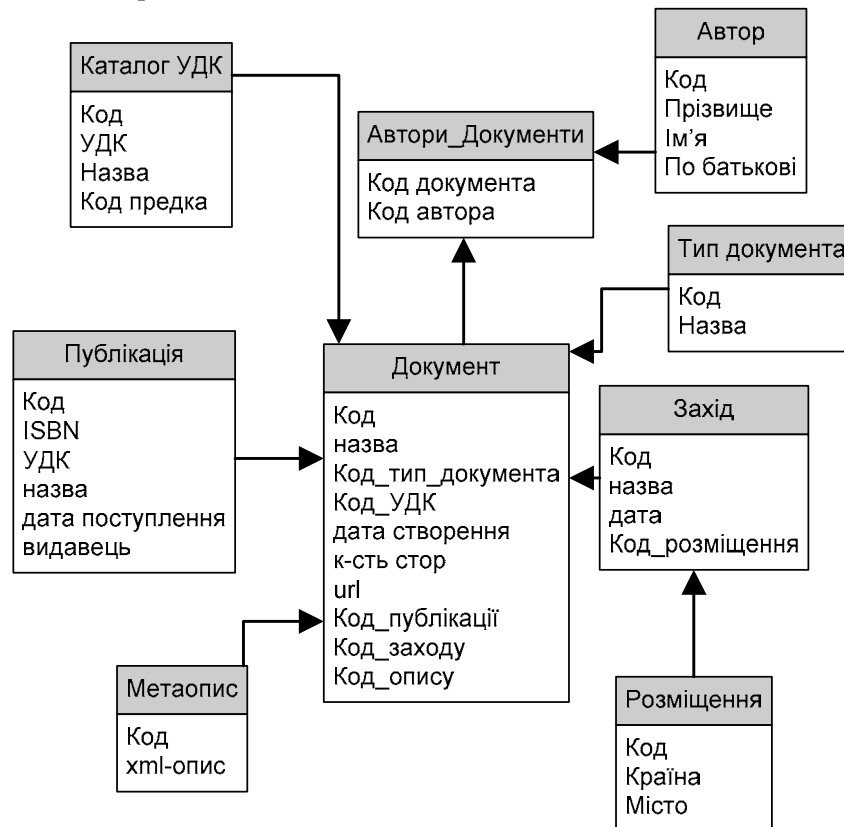 Автор
Код
Прізвище
Ім’я
По батькові
Каталог УДК
Код
УДК
Назва
Код предка
Автори_Документи
Код документа
Код автора
Тип документа
Код
Назва
Публікація
Код
ISBN
УДК
назва
дата поступлення
видавець
Документ
Код
назва
Код_тип_документа
Код_УДК
дата створення
к-сть стор
url
Код_публікації
Код_заходу
Код_опису
Захід
Код
назва
дата
Код_розміщення
Метаопис
Код
xml-опис
Розміщення
Код
Країна
Місто